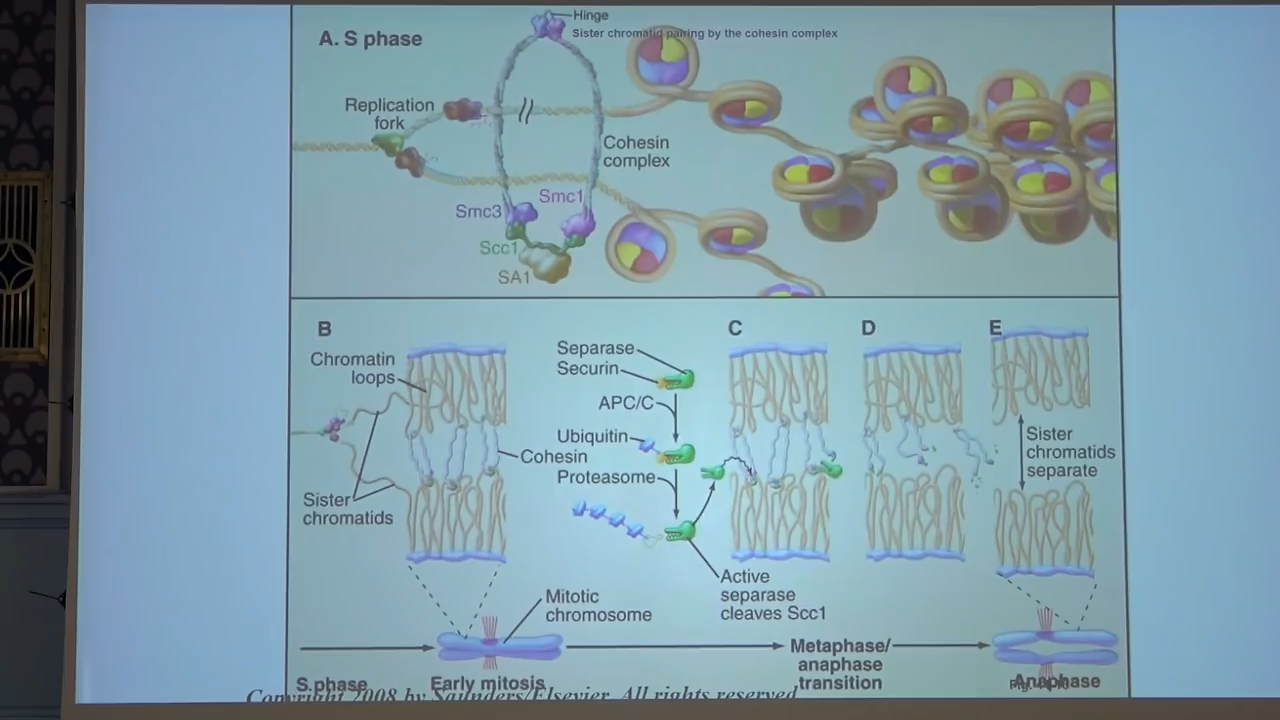 Hinge
A. S phase
Sister chromatid pairing by the cohesin complex
Replication
fork
Cohesin
complex
Smc1
Smc3
Scc1
SA1
B
Chromatin
loops
Sister
chromatids
Cohesin
Separase
Securin
APC/C
Ubiquitin
Proteasome
C
D
E
Sister
chromatids
separate
Active
separase
cleaves Scc1
Mitotic
chromosome
S phase
Early mitosis
Metaphase/
anaphase
transition
Anaphase
Copyright 2008 by Saunders/Elsevier. All rights reserved